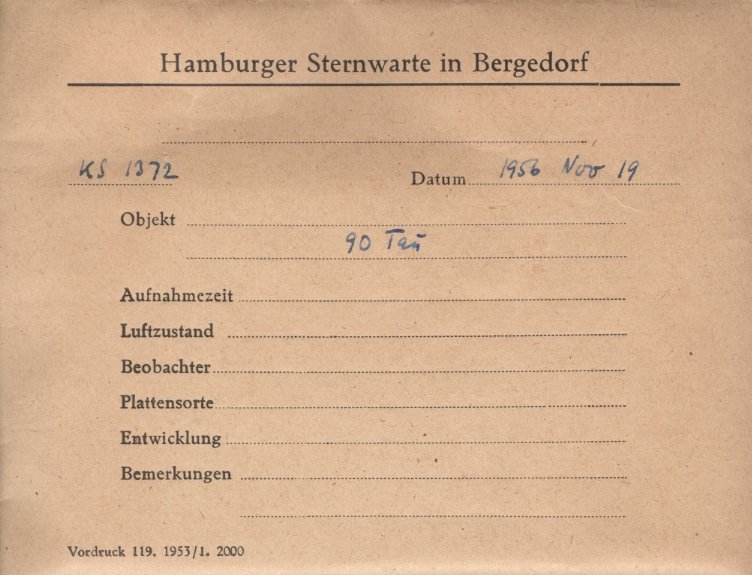 Hamburger Sternwarte in Bergedorf
KS 1372 Datum 1956 Nov 19
Objekt
90 Tau
Aufnahmezeit
Luftzustand
Beobachter
Plattensorte
Entwicklung
Bemerkungen
Vordruck 119. 1953/1. 2000